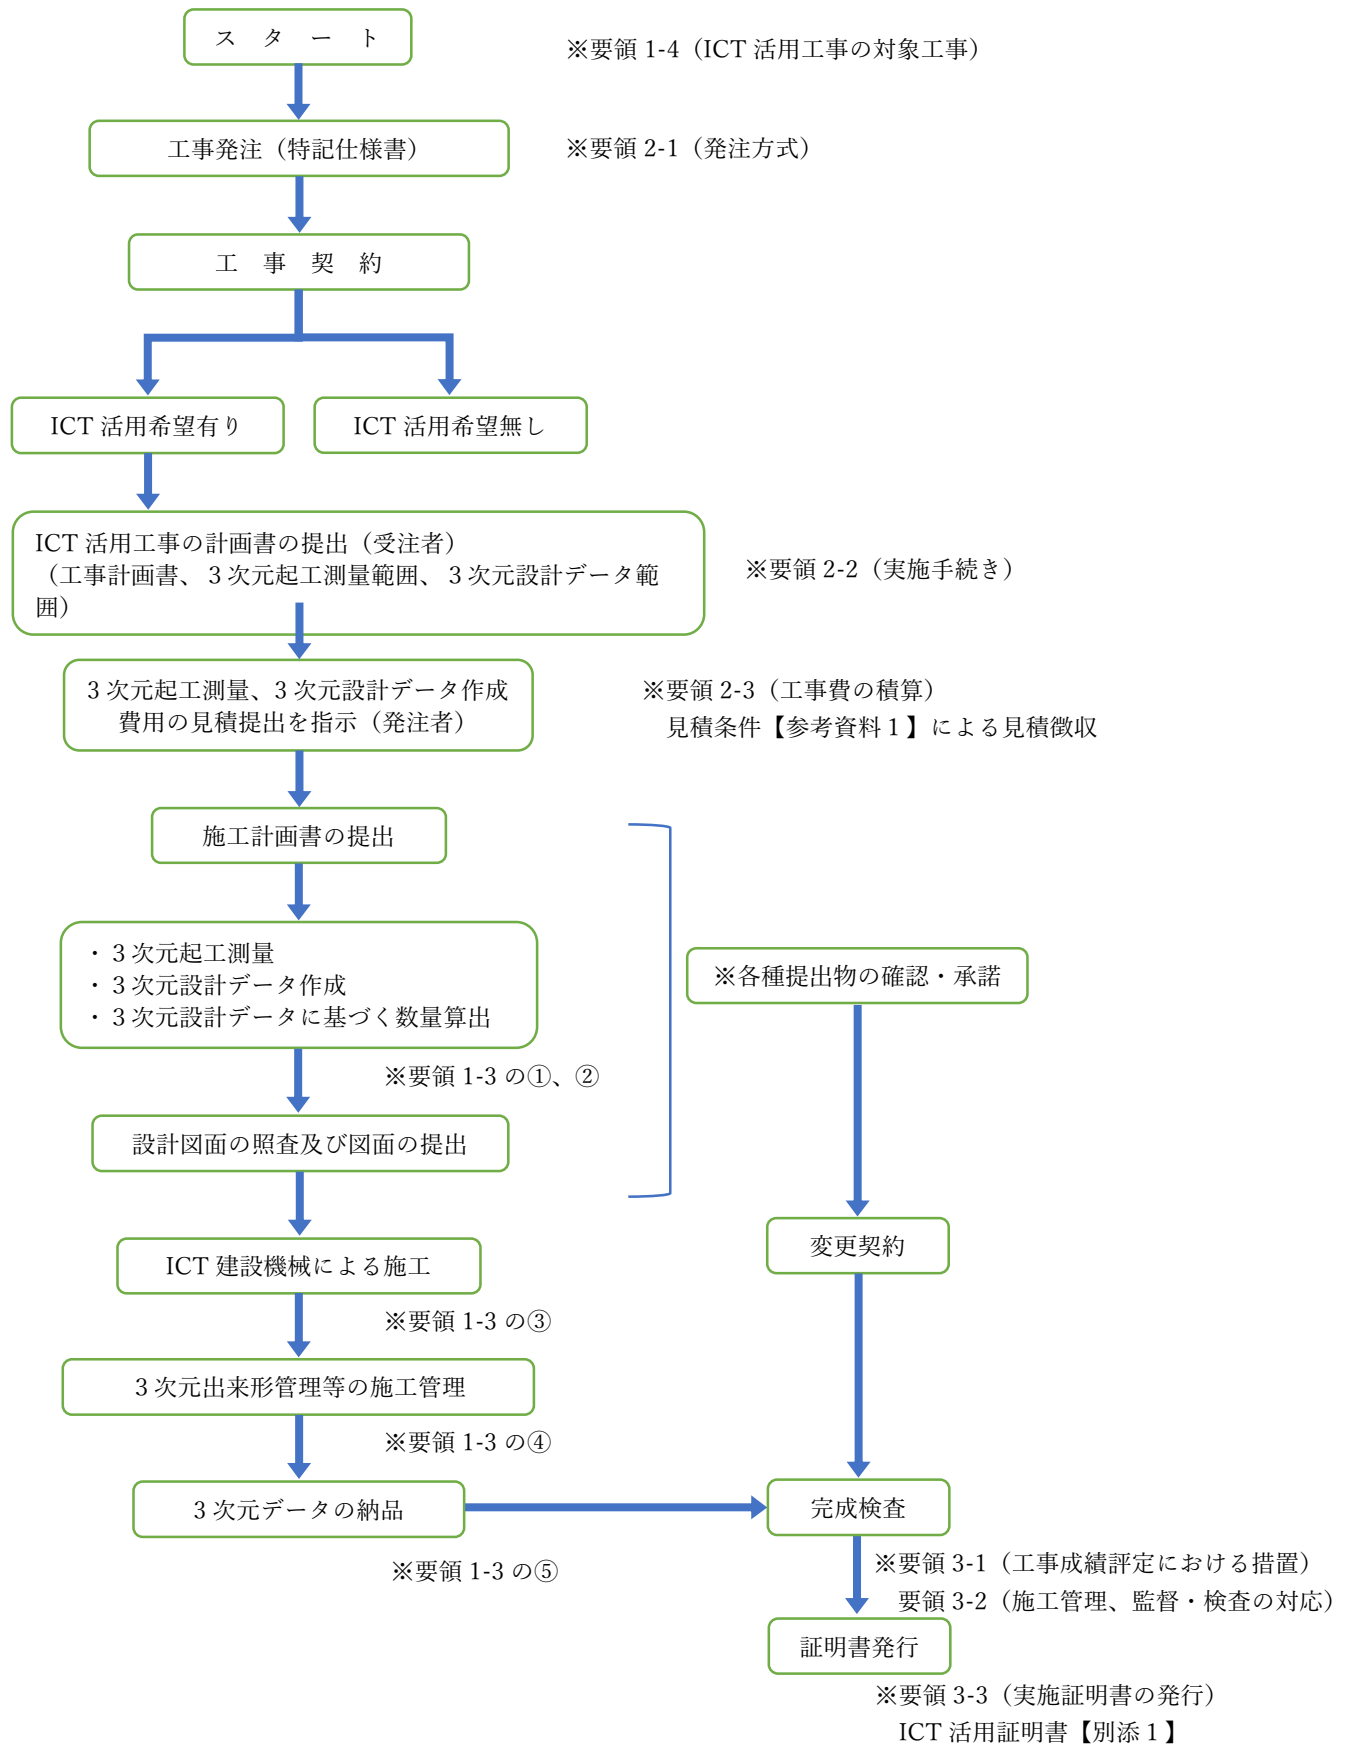 ス　タ　ー　ト
※要領 1-4（ICT 活用工事の対象工事）
工事発注（特記仕様書）
※要領 2-1（発注方式）
工　事　契　約
ICT 活用希望有り
ICT 活用希望無し
ICT 活用工事の計画書の提出（受注者）
（工事計画書、３次元起工測量範囲、３次元設計データ範
囲）
※要領 2-2（実施手続き）
３次元起工測量、３次元設計データ作成
費用の見積提出を指示（発注者）
※要領 2-3（工事費の積算）
見積条件【参考資料１】による見積徴収
施工計画書の提出
・３次元起工測量
・３次元設計データ作成
・３次元設計データに基づく数量算出
※各種提出物の確認・承諾
※要領 1-3 の①、②
設計図面の照査及び図面の提出
変更契約
ICT 建設機械による施工
※要領 1-3 の③
３次元出来形管理等の施工管理
※要領 1-3 の④
３次元データの納品
完成検査
※要領 1-3 の⑤
※要領 3-1（工事成績評定における措置）
要領 3-2（施工管理、監督・検査の対応）
証明書発行
※要領 3-3（実施証明書の発行）
ICT 活用証明書【別添１】